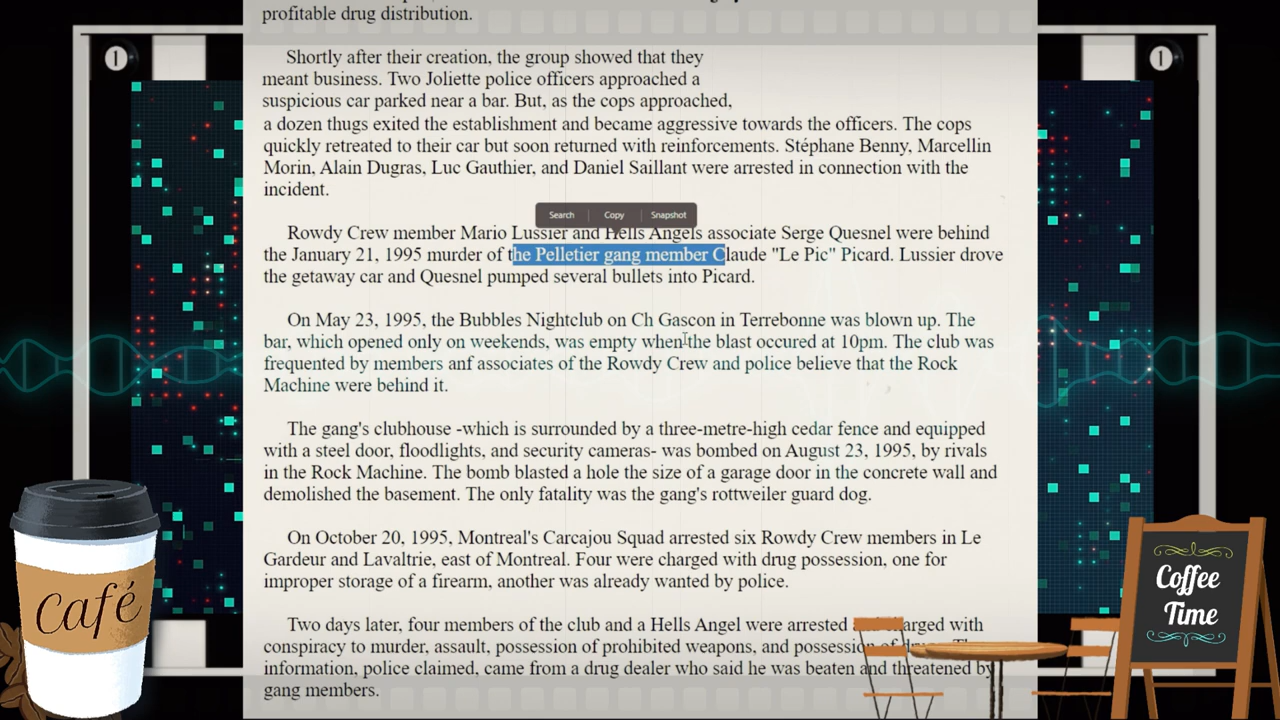 profitable drug distribution.
Shortly after their creation, the group showed that they
meant business. Two Joliette police officers approached a
suspicious car parked near a bar. But, as the cops approached,
a dozen thugs exited the establishment and became aggressive towards the officers. The cops
quickly retreated to their car but soon returned with reinforcements. Stéphane Benny, Marcellin
Morin, Alain Dugras, Luc Gauthier, and Daniel Saillant were arrested in connection with the
incident.
Search Copy Snapshot
Rowdy Crew member Mario Lussier and Hells Angels associate Serge Quesnel were behind
the January 21, 1995 murder of the Pelletier gang member Claude "Le Pic" Picard. Lussier drove
the getaway car and Quesnel pumped several bullets into Picard.
On May 23, 1995, the Bubbles Nightclub on Ch Gascon in Terrebonne was blown up. The
bar, which opened only on weekends, was empty when the blast occured at 10pm. The club was
frequented by members anf associates of the Rowdy Crew and police believe that the Rock
Machine were behind it.
The gang's clubhouse -which is surrounded by a three-metre-high cedar fence and equipped
with a steel door, floodlights, and security cameras- was bombed on August 23, 1995, by rivals
in the Rock Machine. The bomb blasted a hole the size of a garage door in the concrete wall and
demolished the basement. The only fatality was the gang's rottweiler guard dog.
On October 20, 1995, Montreal's Carcajou Squad arrested six Rowdy Crew members in Le
Gardeur and Lavaltrie, east of Montreal. Four were charged with drug possession, one for
improper storage of a firearm, another was already wanted by police.
Two days later, four members of the club and a Hells Angel were arrested charged with
conspiracy to murder, assault, possession of prohibited weapons, and possession of
information, police claimed, came from a drug dealer who said he was beaten and threatened by
gang members.
1
1
Café
Coffee
Time